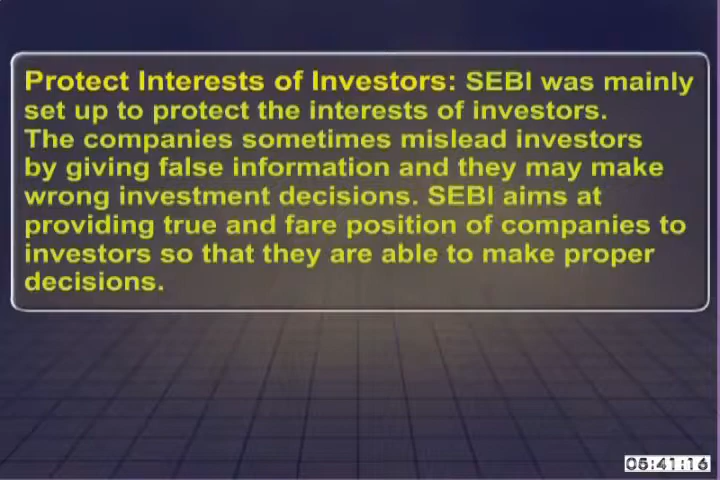 Protect Interests of Investors: SEBI was mainly
set up to protect the interests of investors.
The companies sometimes mislead investors
by giving false information and they may make
wrong investment decisions. SEBI aims at
providing true and fare position of companies to
investors so that they are able to make proper
decisions.
05:41:16